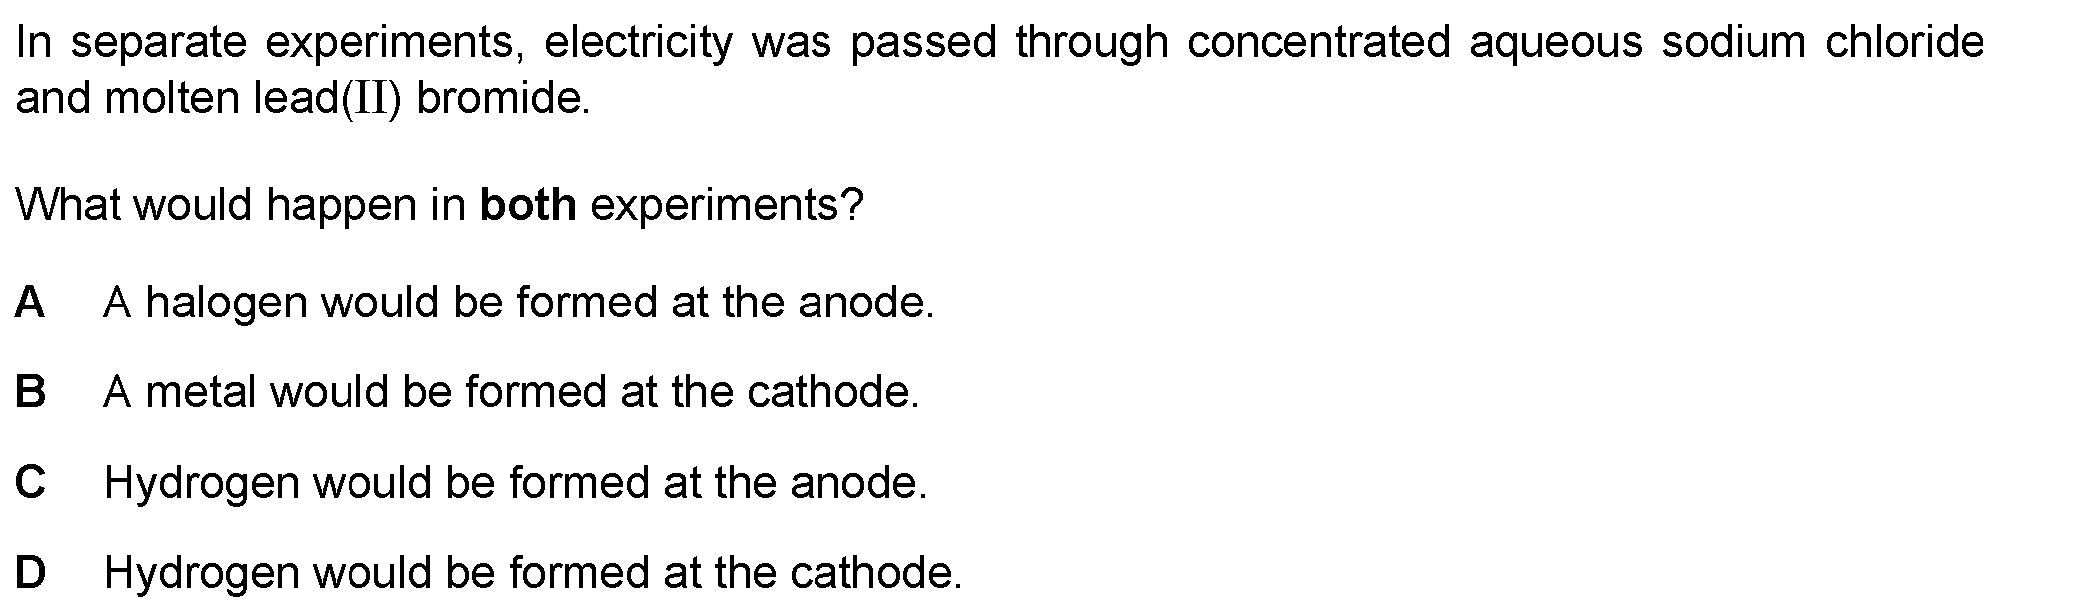 In separate experiments, electricity was passed through concentrated aqueous sodium chloride
and molten lead(II) bromide.
What would happen in both experiments?
A A halogen would be formed at the anode.
B A metal would be formed at the cathode.
C Hydrogen would be formed at the anode.
D Hydrogen would be formed at the cathode.